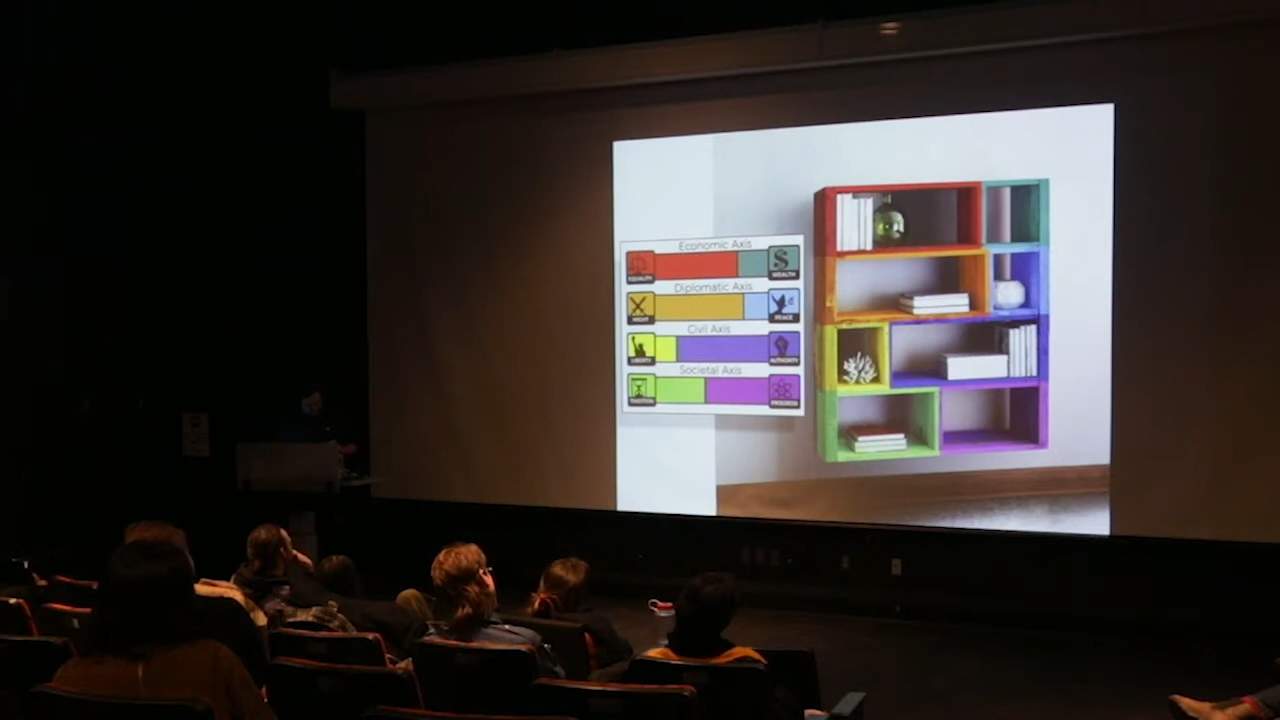 Economic Axis
EQUALITY
WEALTH
Diplomatic Axis
MIGHT
PEACE
Civil Axis
LIBERTY
AUTHORITY
Societal Axis
TRADITION
PROGRESS